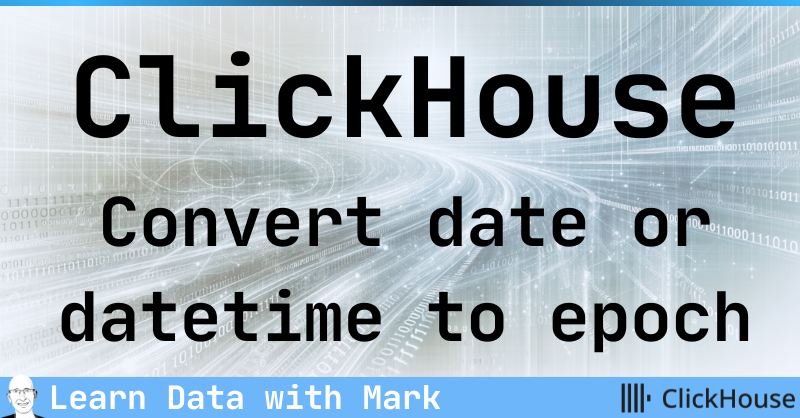 ClickHouse
Convert date or
datetime to epoch
Learn Data with Mark
ClickHouse